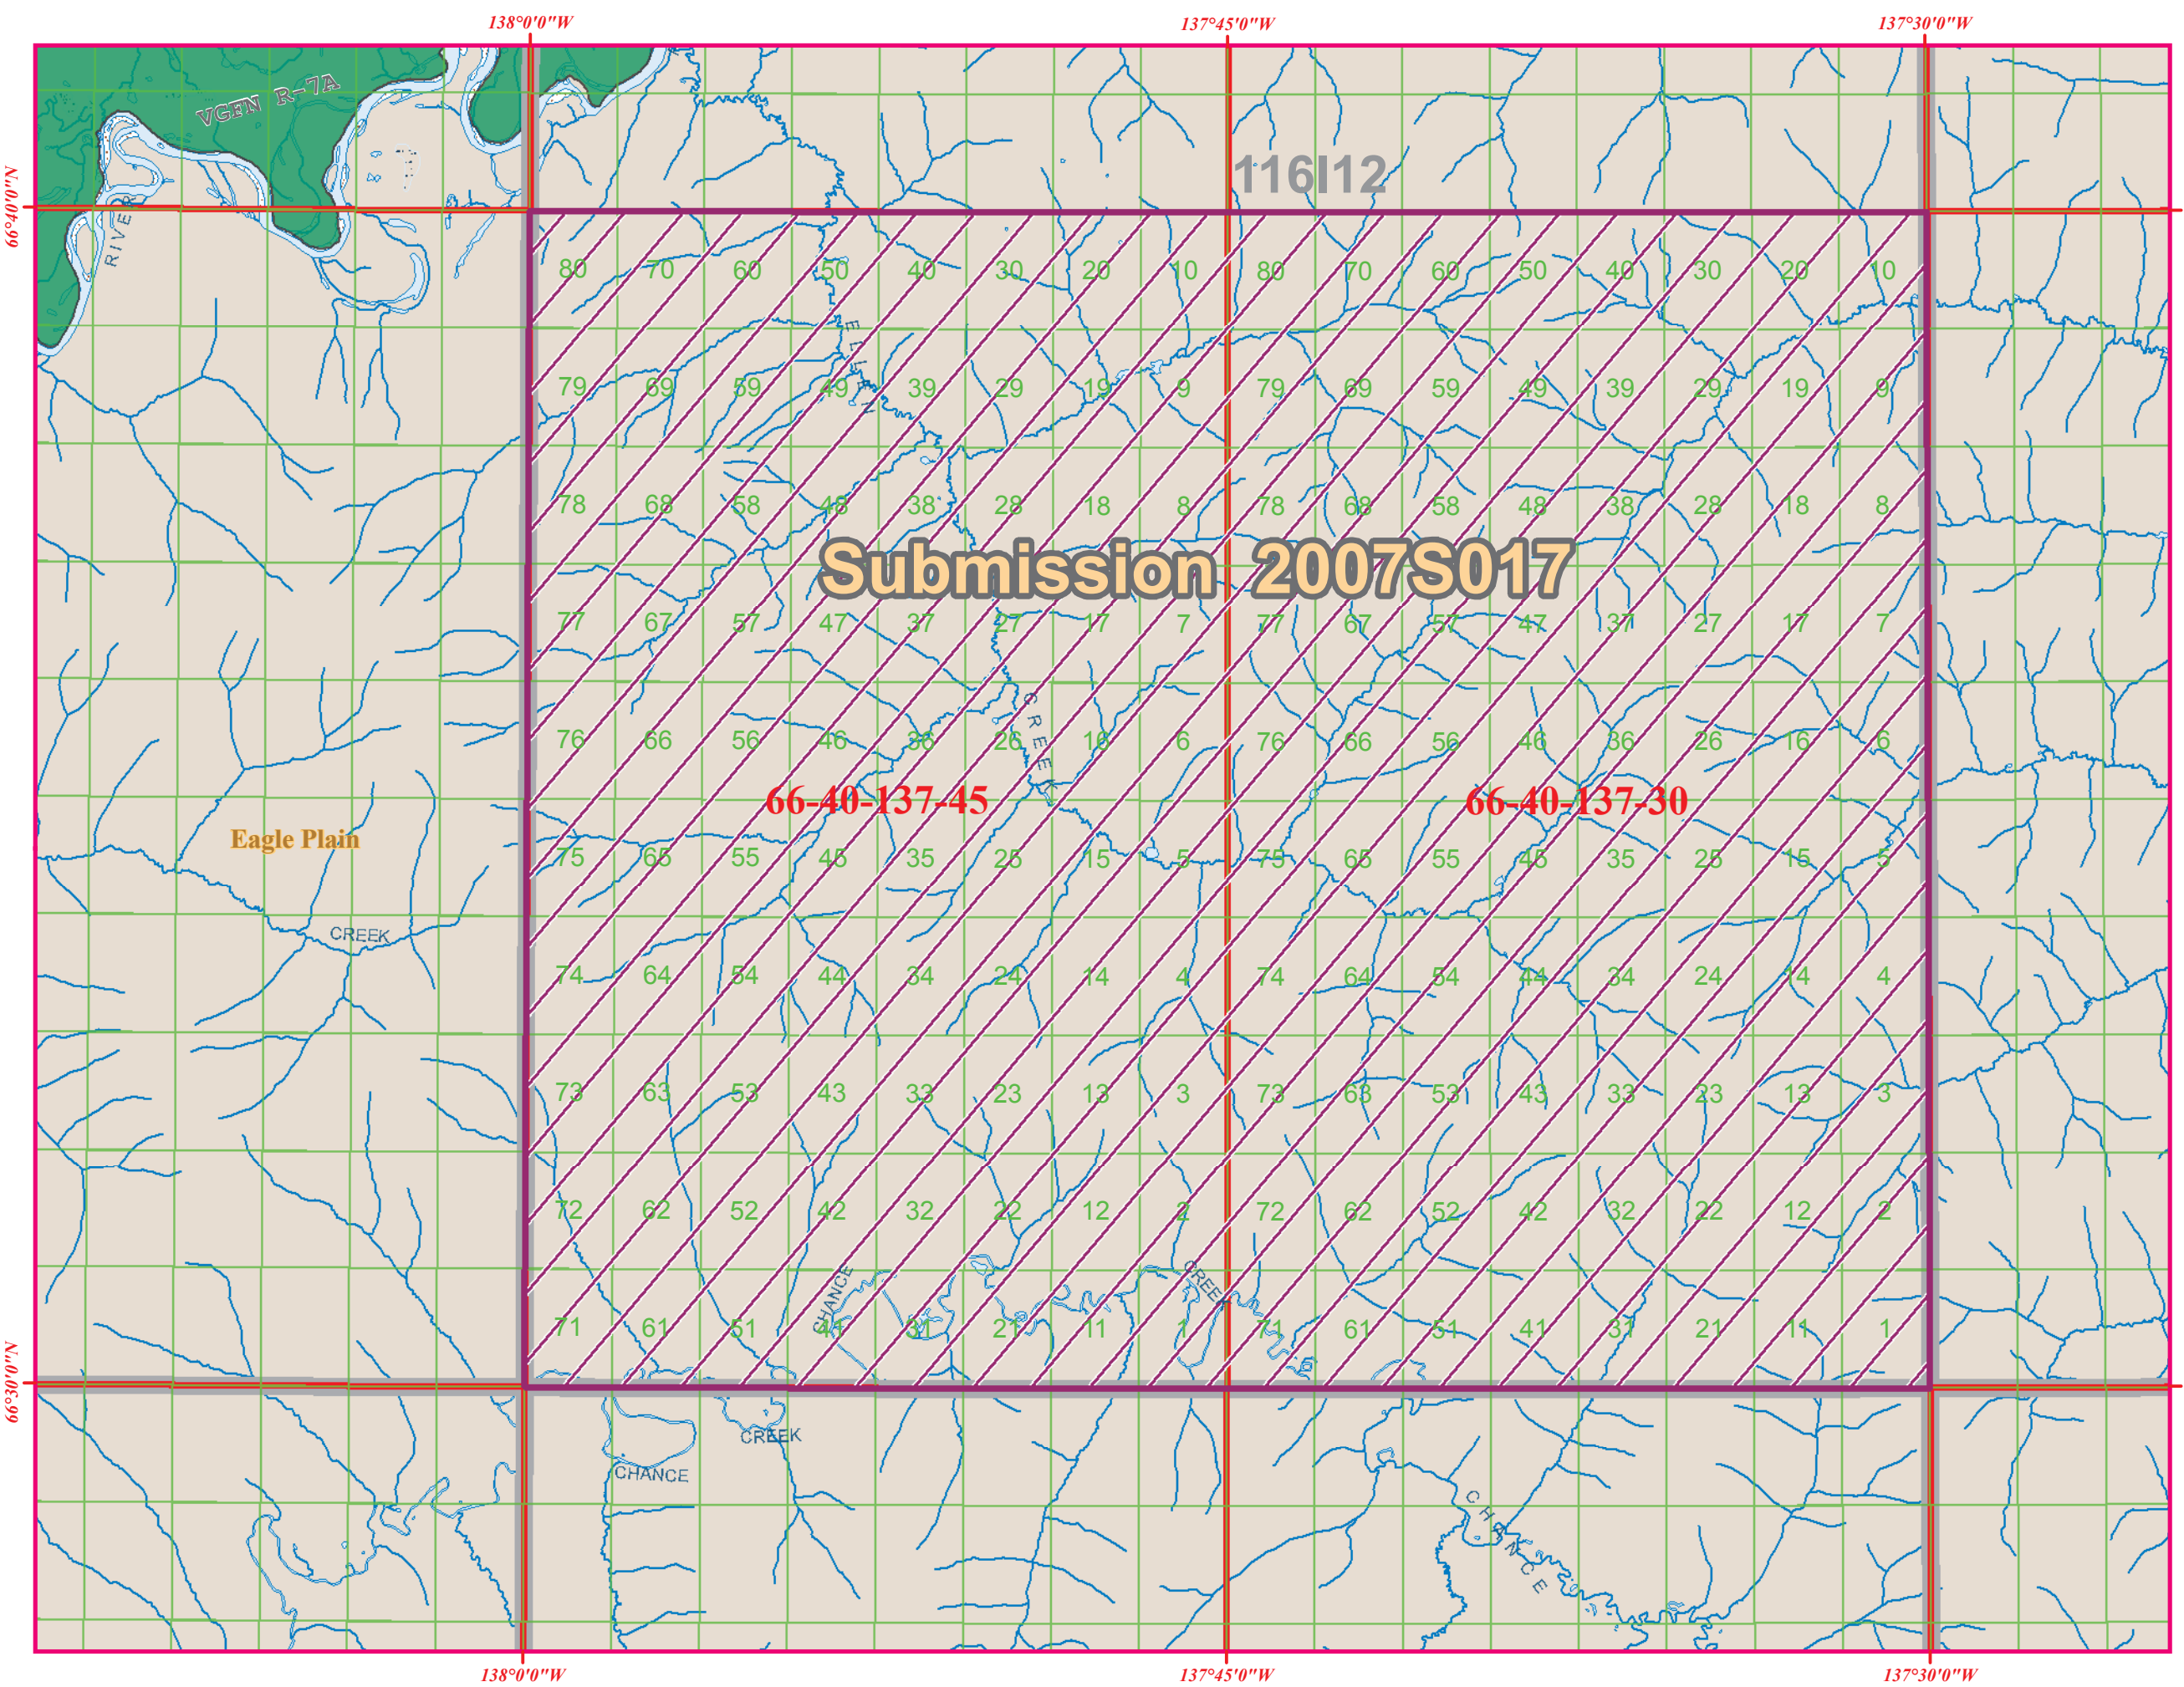 138°0'0"W 137°45'0"W 137°30'0"W
VGFN R-7A
116I12
66°40'0"N
RIVER
80 70 60 50 40 30 20 10 80 70 60 50 40 30 20 10
ELLEN
79 69 59 49 39 29 19 9 79 69 59 49 39 29 19 9
78 68 58 48 38 28 18 8 78 68 58 48 38 28 18 8
Submission 2007S017
77 67 57 47 37 27 17 7 77 67 57 47 37 27 17 7
CREEK
76 66 56 46 36 26 16 6 76 66 56 46 36 26 16 6
66-40-137-45 66-40-137-30
Eagle Plain
75 65 55 45 35 25 15 5 75 65 55 45 35 25 15 5
CREEK
74 64 54 44 34 24 14 4 74 64 54 44 34 24 14 4
73 63 53 43 33 23 13 3 73 63 53 43 33 23 13 3
72 62 52 42 32 22 12 2 72 62 52 42 32 22 12 2
CHANCE CREEK
71 61 51 41 31 21 11 1 71 61 51 41 31 21 11 1
66°30'0"N
CREEK
CHANCE
CHANCE
138°0'0"W 137°45'0"W 137°30'0"W